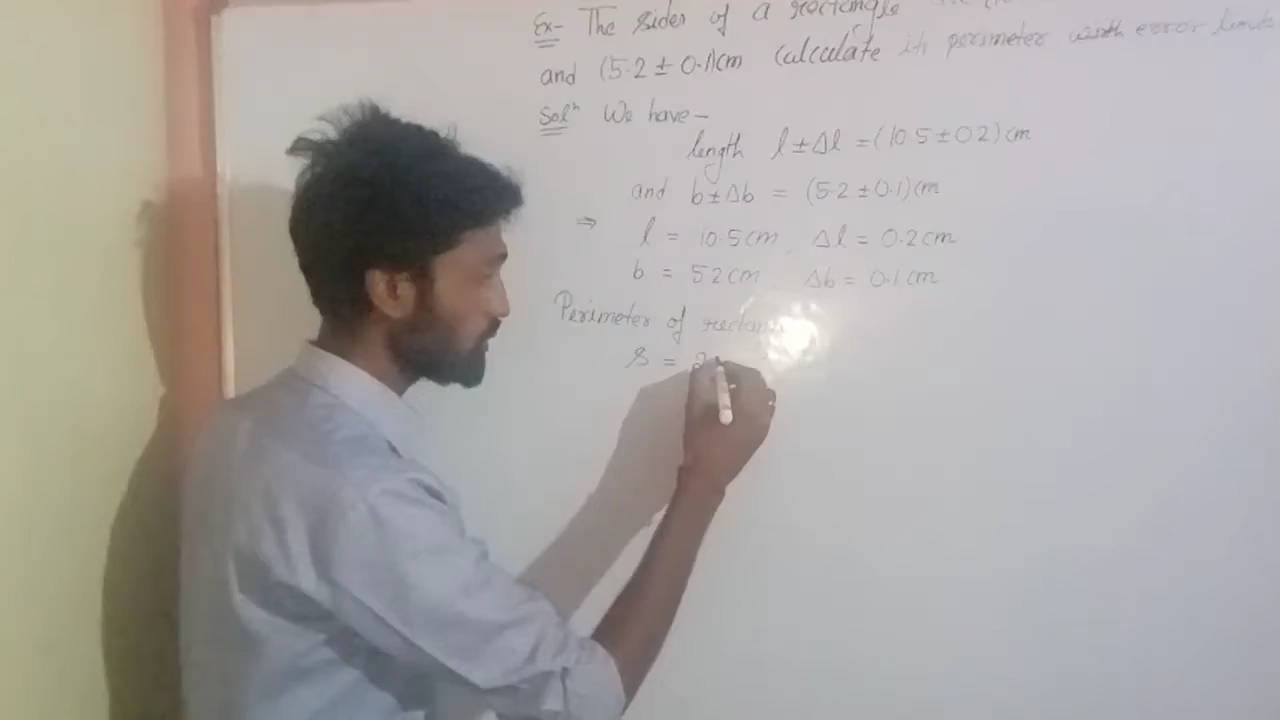 Ex- The sides of a rectangle
and (5.2 ± 0.1)cm Calculate its perimeter with error limits
Solⁿ We have—
length l ± Δl = (10.5 ± 0.2) cm
and b ± Δb = (5.2 ± 0.1) cm
⇒ l = 10.5 cm, Δl = 0.2 cm
b = 5.2 cm Δb = 0.1 cm
Perimeter of
S = 2